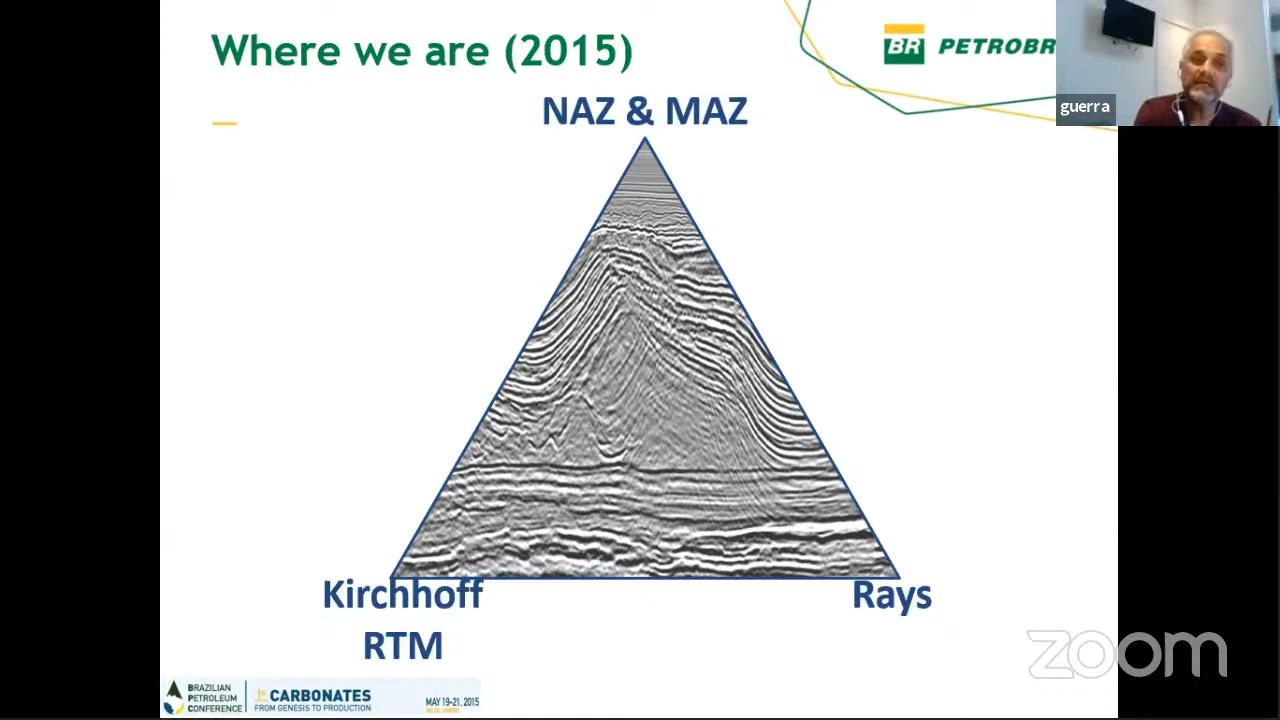 Where we are (2015)
BR PETROBR
guerra
NAZ & MAZ
Kirchhoff
RTM
Rays
zoom
BRAZILIAN
PETROLEUM
CONFERENCE
CARBONATES
FROM GENESIS TO PRODUCTION
MAY 19-21, 2015